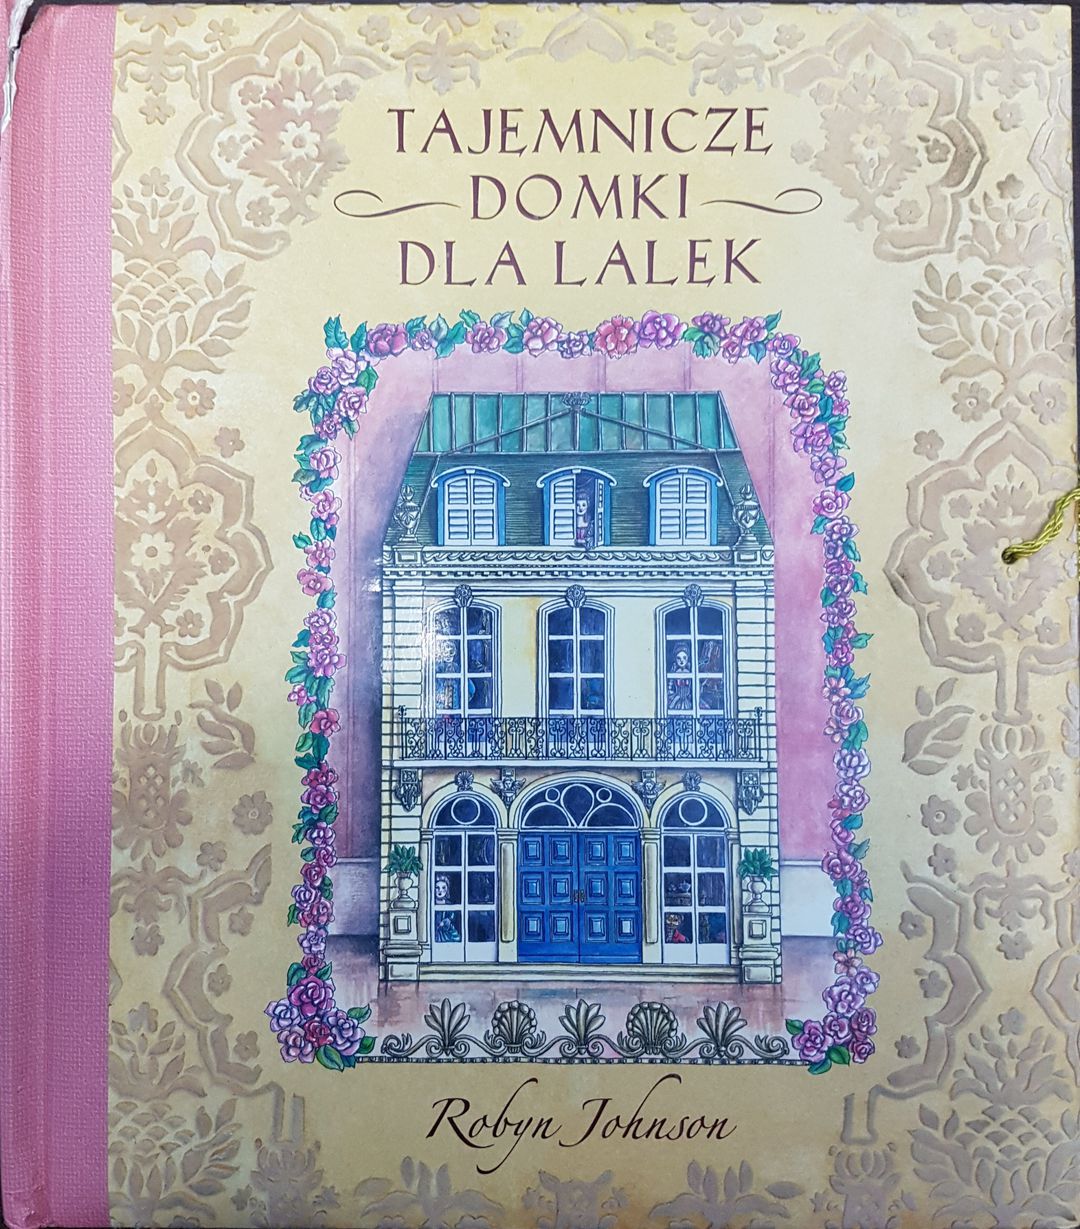 TAJEMNICZE
DOMKI
DLA LALEK
Robyn Johnson